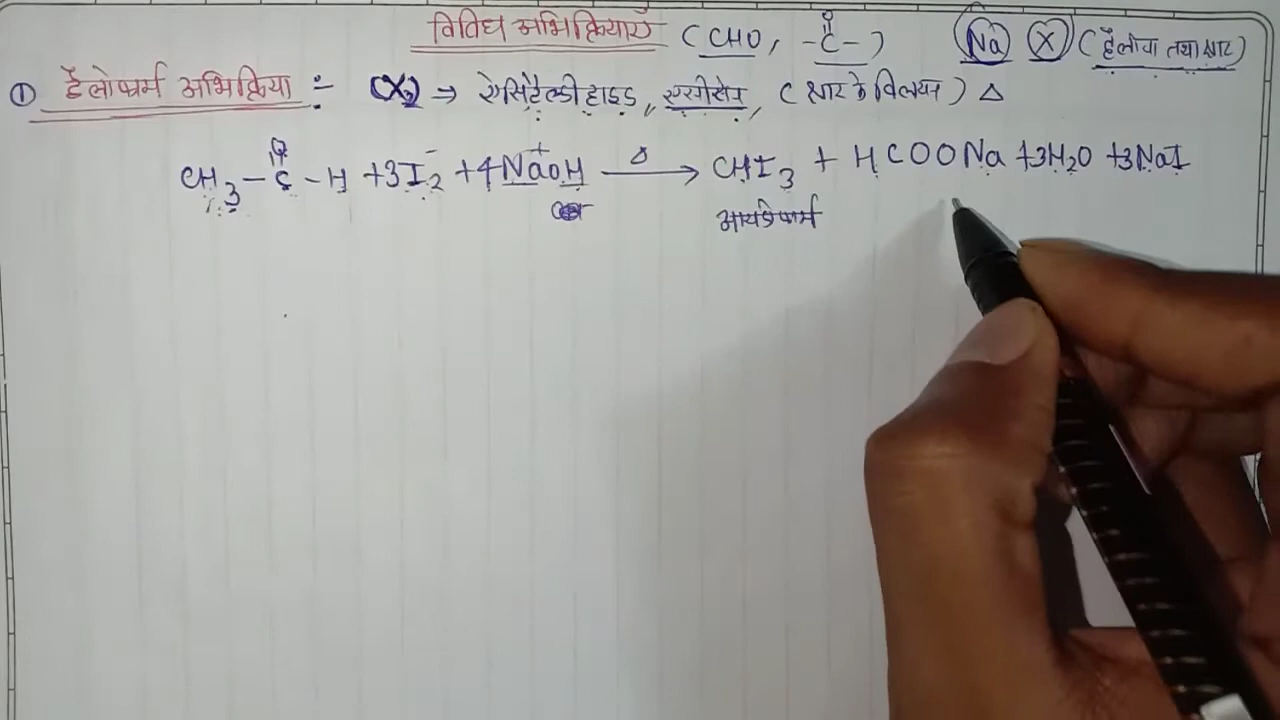 विविध अभिक्रियाएँ (CHO, -C-) Na X (हैलोजन तथा क्षार)
O
① हैलोफार्म अभिक्रिया :- (X₂) ⇒ ऐसिटैल्डीहाइड, एसीटोन, (क्षार के विलयन) Δ
O
CH₃-C-H +3I₂ +4NaOH Δ→ CHI₃ + HCOONa +3H₂O +3NaI
आयडोफार्म